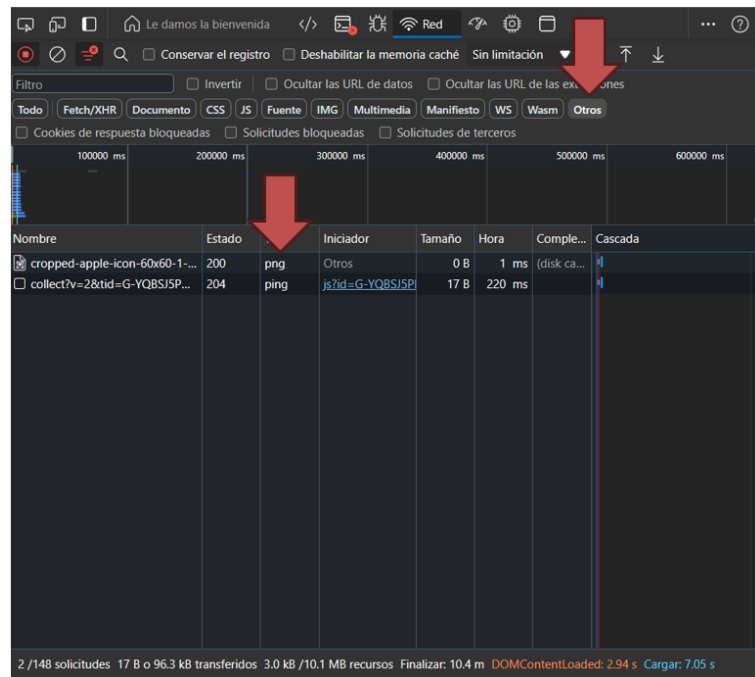 Le damos la bienvenida Red
Conservar el registro Deshabilitar la memoria caché Sin limitación
Filtro Invertir Ocultar las URL de datos Ocultar las URL de las
Todo Fetch/XHR Documento CSS JS Fuente IMG Multimedia Manifiesto WS Wasm Otros
Cookies de respuesta bloqueadas Solicitudes bloqueadas Solicitudes de terceros
100000 ms 200000 ms 300000 ms 400000 ms 500000 ms 600000 ms
Nombre Estado Iniciador Tamaño Hora Comple... Cascada
cropped-apple-icon-60x60-1-... 200 png Otros 0 B 1 ms (disk ca...
collect?v=2&tid=G-YQBSJ5P... 204 ping js?id=G-YQBSJ5P 17 B 220 ms
2 /148 solicitudes 17 B o 96.3 kB transferidos 3.0 kB /10.1 MB recursos Finalizar: 10.4 m DOMContentLoaded: 2.94 s Cargar: 7.05 s